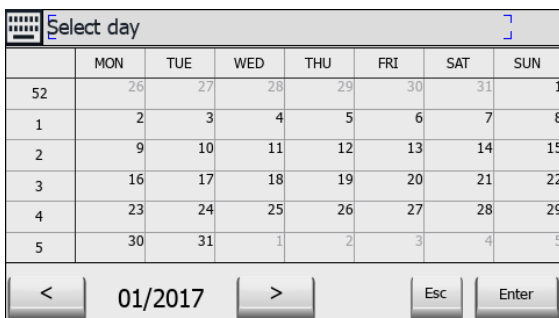 Select day
MON TUE WED THU FRI SAT SUN
52 26 27 28 29 30 31 1
1 2 3 4 5 6 7 8
2 9 10 11 12 13 14 15
3 16 17 18 19 20 21 22
4 23 24 25 26 27 28 29
5 30 31 1 2 3 4 5
< 01/2017 > Esc Enter